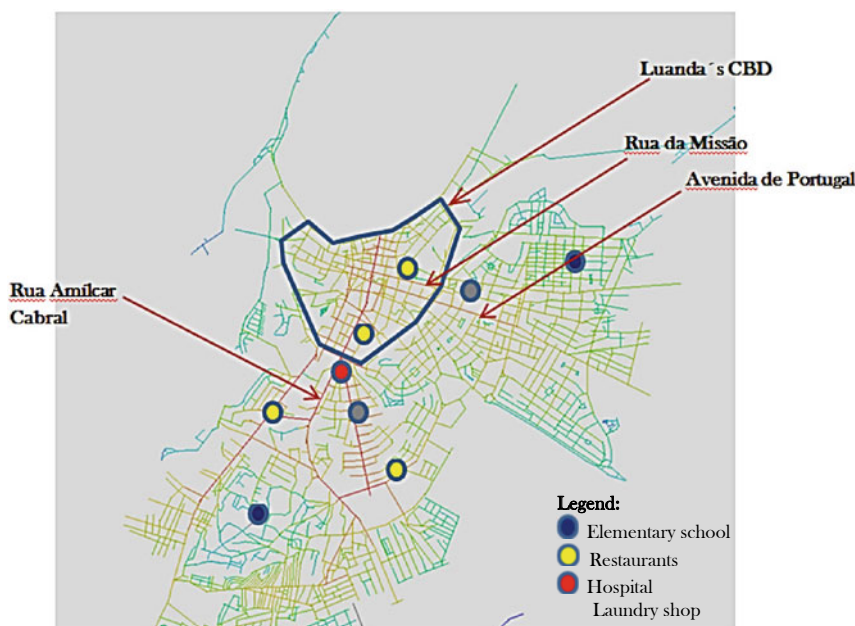 Luanda´s CBD
Rua da Missão
Avenida de Portugal
Rua Amílcar
Cabral
Legend:
Elementary school
Restaurants
Hospital
Laundry shop